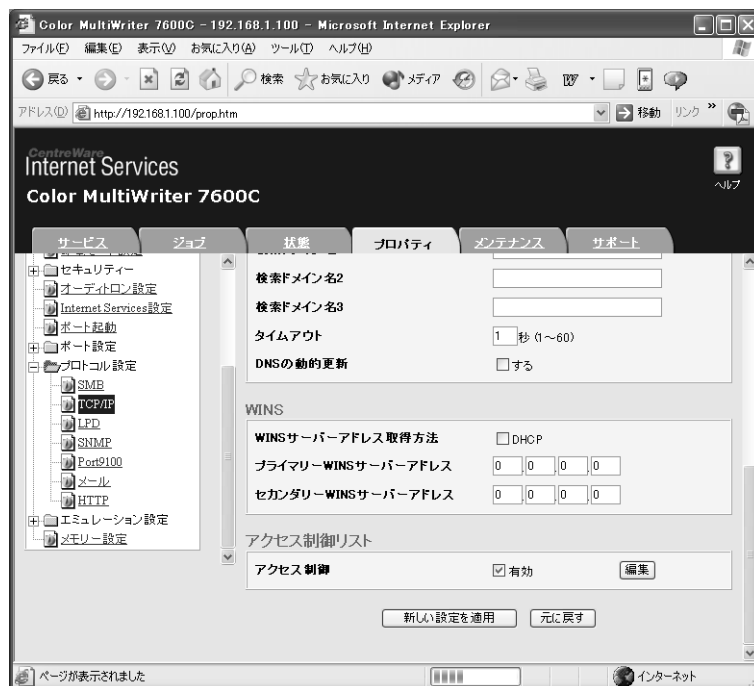 Color MultiWriter 7600C - 192.168.1.100 - Microsoft Internet Explorer
ファイル(F) 編集(E) 表示(V) お気に入り(A) ツール(T) ヘルプ(H)
戻る 検索 お気に入り メディア
アドレス(D) http://192.168.1.100/prop.htm 移動 リンク »
CentreWare
Internet Services
Color MultiWriter 7600C
? ヘルプ
サービス ジョブ 状態 プロパティ メンテナンス サポート
セキュリティー
オーディトロン設定
Internet Services設定
ポート起動
ポート設定
プロトコル設定
SMB
TCP/IP
LPD
SNMP
Port9100
メール
HTTP
エミュレーション設定
メモリー設定
検索ドメイン名2
検索ドメイン名3
タイムアウト 1 秒 (1~60)
DNSの動的更新 する
WINS
WINSサーバーアドレス取得方法 DHCP
プライマリーWINSサーバーアドレス 0 .0 .0 .0
セカンダリーWINSサーバーアドレス 0 .0 .0 .0
アクセス制御リスト
アクセス制御 有効 編集
新しい設定を適用 元に戻す
ページが表示されました インターネット